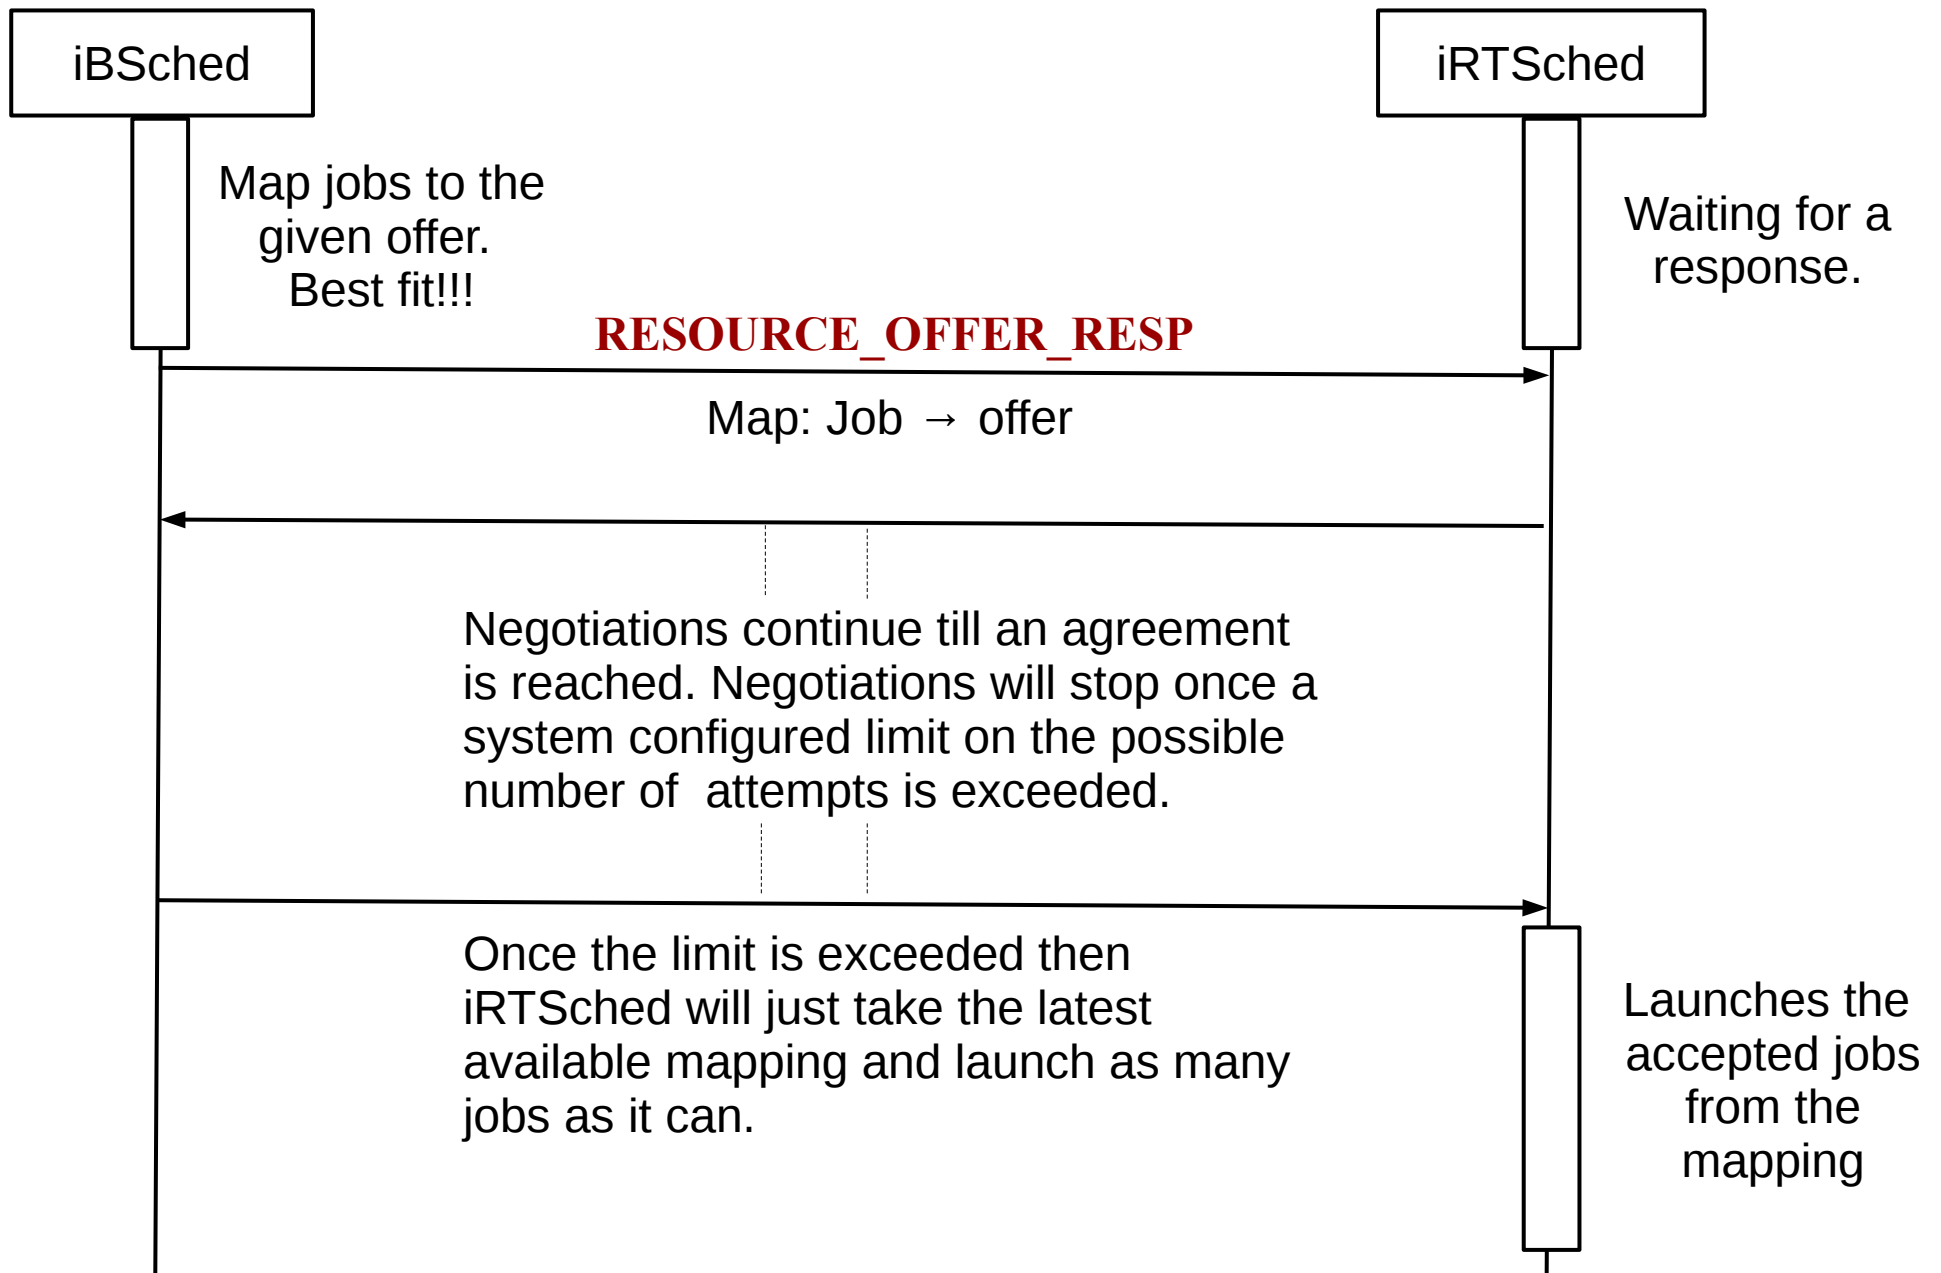 iBSched
iRTSched
Map jobs to the
given offer.
Best fit!!!
Waiting for a
response.
RESOURCE_OFFER_RESP
Map: Job → offer
Negotiations continue till an agreement
is reached. Negotiations will stop once a
system configured limit on the possible
number of  attempts is exceeded.
Once the limit is exceeded then
iRTSched will just take the latest
available mapping and launch as many
jobs as it can.
Launches the
accepted jobs
from the
mapping